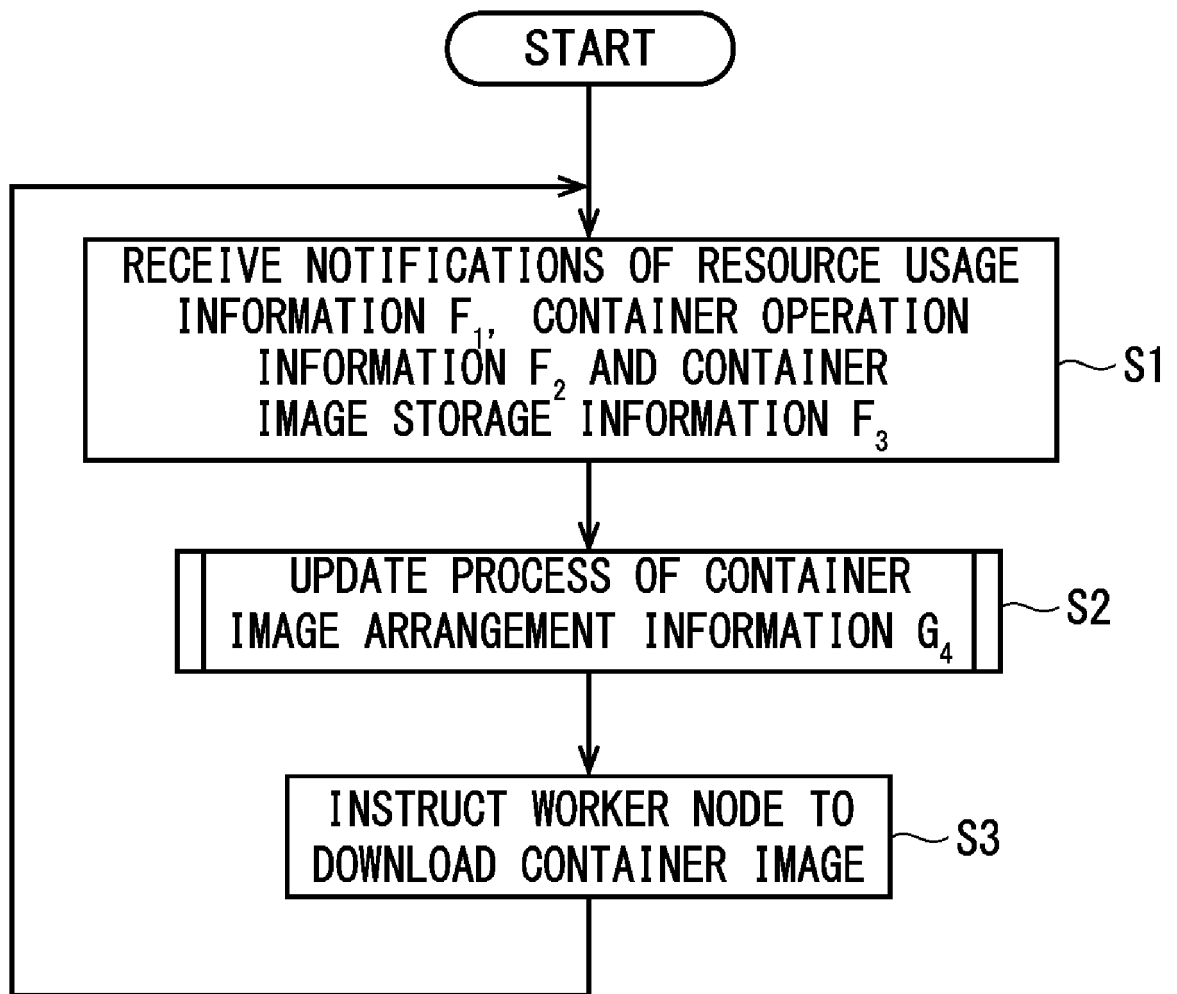 START
RECEIVE NOTIFICATIONS OF RESOURCE USAGE
INFORMATION F₁, CONTAINER OPERATION
INFORMATION F₂ AND CONTAINER
IMAGE STORAGE INFORMATION F₃
S1
UPDATE PROCESS OF CONTAINER
IMAGE ARRANGEMENT INFORMATION G₄
S2
INSTRUCT WORKER NODE TO
DOWNLOAD CONTAINER IMAGE
S3